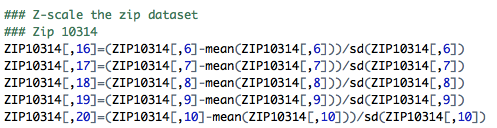 ### Z-scale the zip dataset
### Zip 10314
ZIP10314[,16]=(ZIP10314[,6]-mean(ZIP10314[,6]))/sd(ZIP10314[,6])
ZIP10314[,17]=(ZIP10314[,7]-mean(ZIP10314[,7]))/sd(ZIP10314[,7])
ZIP10314[,18]=(ZIP10314[,8]-mean(ZIP10314[,8]))/sd(ZIP10314[,8])
ZIP10314[,19]=(ZIP10314[,9]-mean(ZIP10314[,9]))/sd(ZIP10314[,9])
ZIP10314[,20]=(ZIP10314[,10]-mean(ZIP10314[,10]))/sd(ZIP10314[,10])